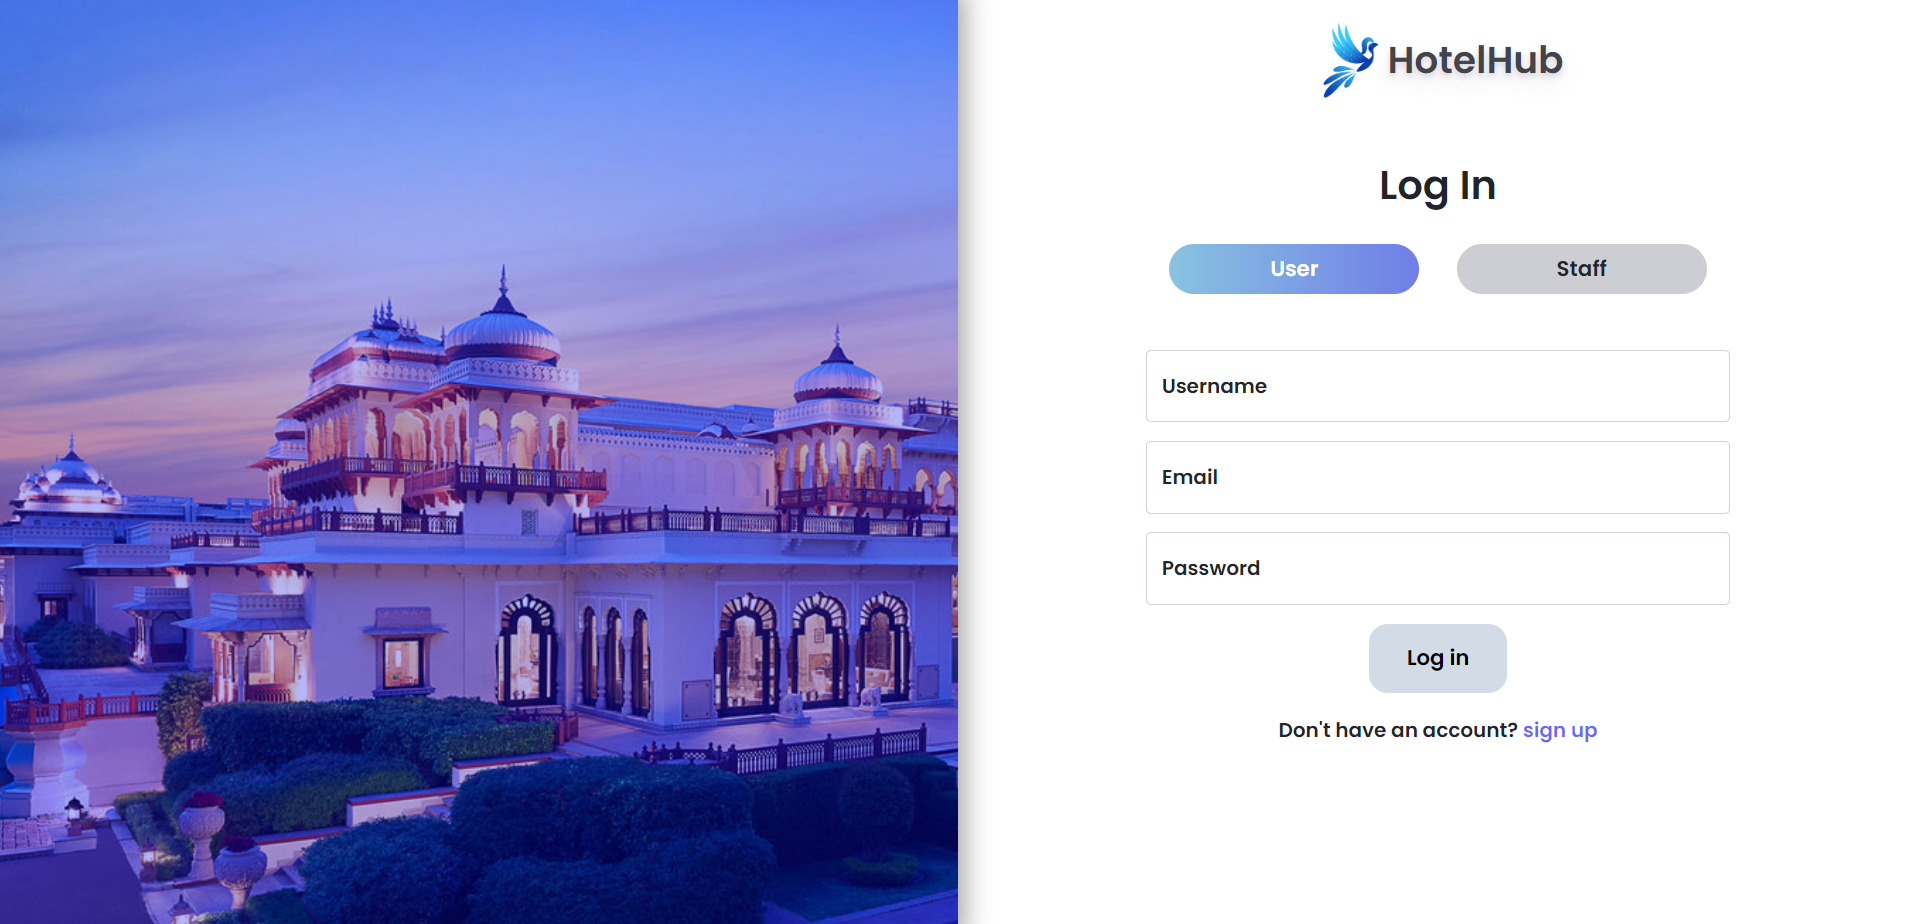 HotelHub
Log In
User
Staff
Username
Email
Password
Log in
Don't have an account? sign up